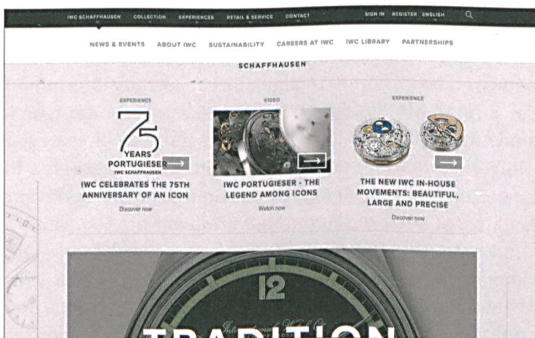 IWC SCHAFFHAUSEN COLLECTION EXPERIENCES RETAIL & SERVICE CONTACT SIGN IN REGISTER ENGLISH
NEWS & EVENTS ABOUT IWC SUSTAINABILITY CAREERS AT IWC IWC LIBRARY PARTNERSHIPS
SCHAFFHAUSEN
EXPERIENCE
75
YEARS
PORTUGIESER
IWC SCHAFFHAUSEN
IWC CELEBRATES THE 75TH
ANNIVERSARY OF AN ICON
Discover now
VIDEO
IWC PORTUGIESER - THE
LEGEND AMONG ICONS
Watch now
EXPERIENCE
THE NEW IWC IN-HOUSE
MOVEMENTS: BEAUTIFUL,
LARGE AND PRECISE
Discover now
12
International Watch Co
TRADITION